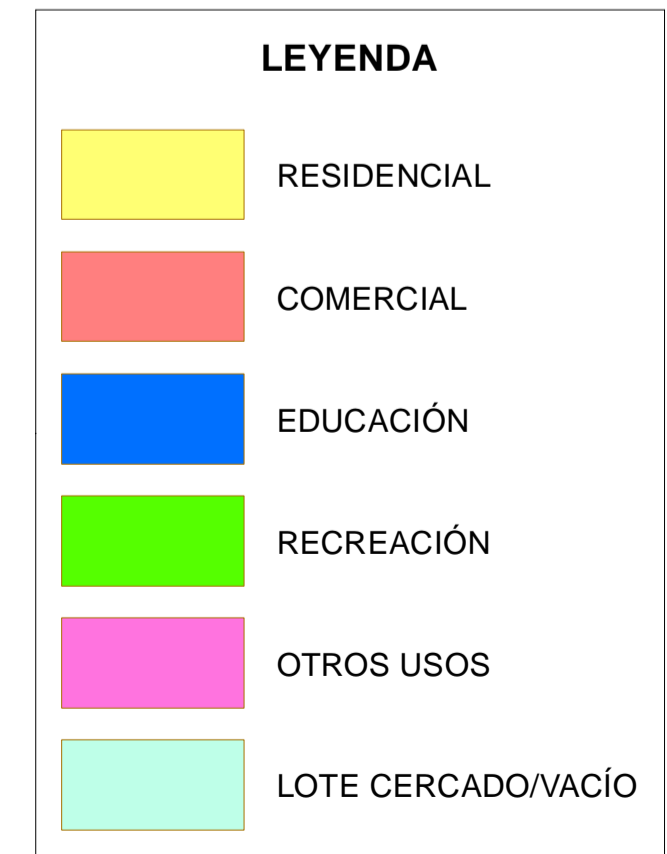 LEYENDA
RESIDENCIAL
COMERCIAL
EDUCACIÓN
RECREACIÓN
OTROS USOS
LOTE CERCADO/VACÍO